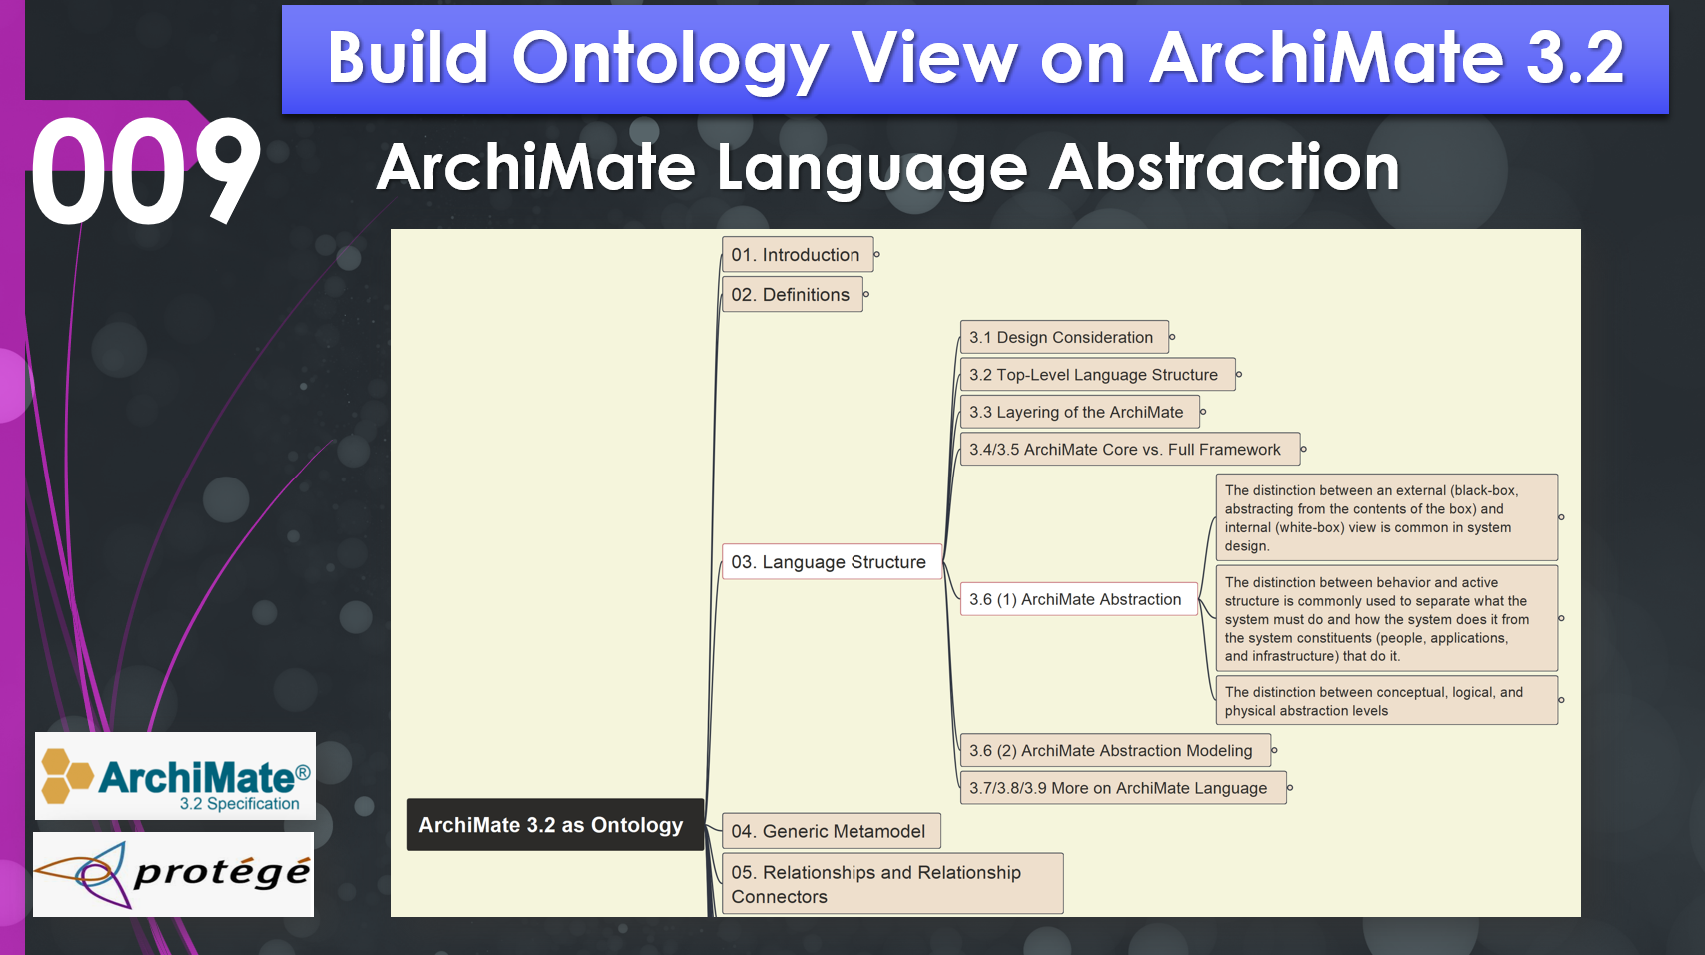 Build Ontology View on ArchiMate 3.2
009
ArchiMate Language Abstraction
01. Introduction
02. Definitions
3.1 Design Consideration
3.2 Top-Level Language Structure
3.3 Layering of the ArchiMate
3.4/3.5 ArchiMate Core vs. Full Framework
The distinction between an external (black-box,
abstracting from the contents of the box) and
internal (white-box) view is common in system
design.
03. Language Structure
3.6 (1) ArchiMate Abstraction
The distinction between behavior and active
structure is commonly used to separate what the
system must do and how the system does it from
the system constituents (people, applications,
and infrastructure) that do it.
The distinction between conceptual, logical, and
physical abstraction levels
3.6 (2) ArchiMate Abstraction Modeling
3.7/3.8/3.9 More on ArchiMate Language
ArchiMate 3.2 as Ontology
04. Generic Metamodel
05. Relationships and Relationship
Connectors
ArchiMate®
3.2 Specification
protégé